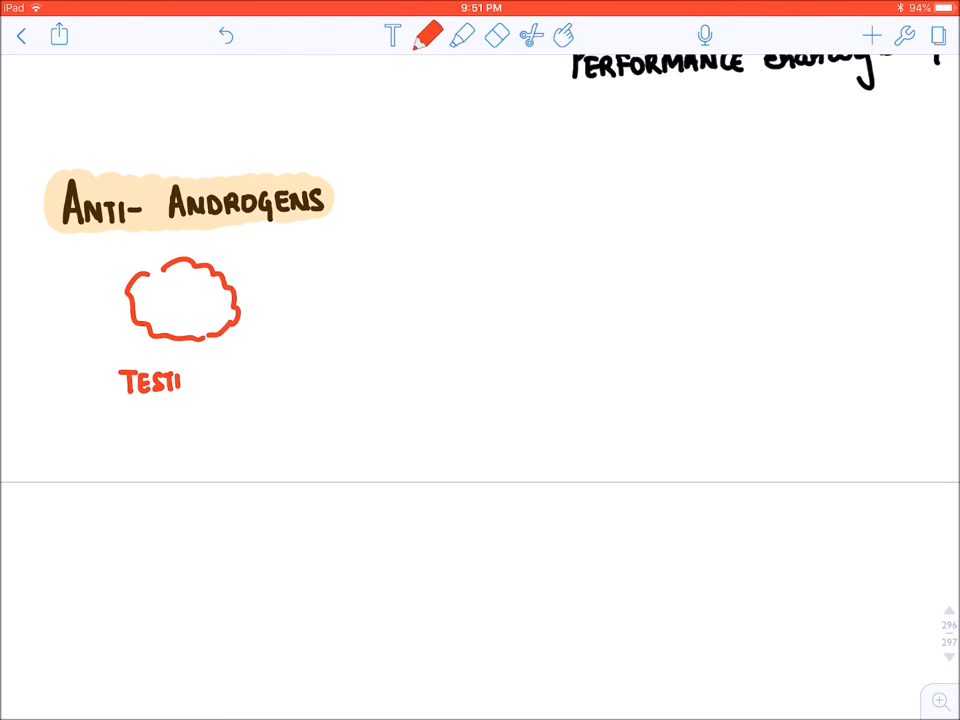 iPad 9:51 PM 94%
T
PERFORMANCE
ANTI- ANDROGENS
TESTI
296
297